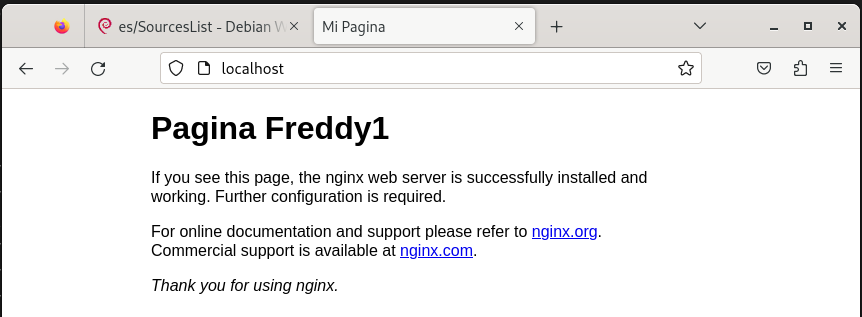 es/SourcesList - Debian W
Mi Pagina
localhost
Pagina Freddy1
If you see this page, the nginx web server is successfully installed and
working. Further configuration is required.
For online documentation and support please refer to nginx.org.
Commercial support is available at nginx.com.
Thank you for using nginx.